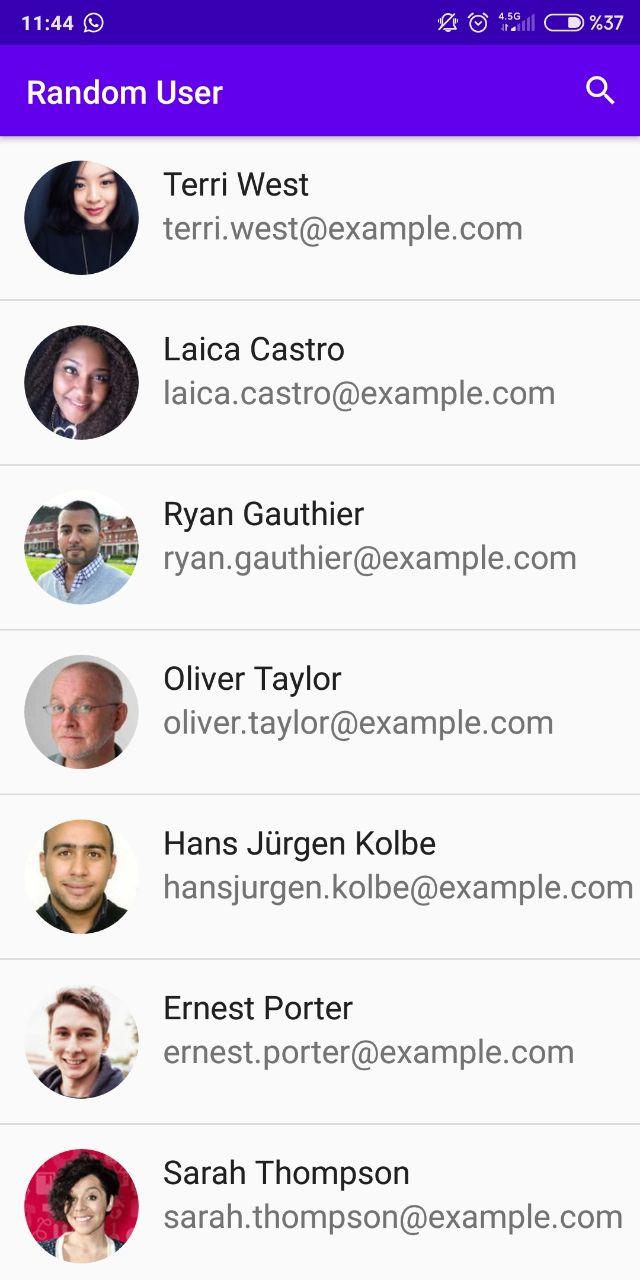 11:44 4.5G %37
Random User
Terri West
terri.west@example.com
Laica Castro
laica.castro@example.com
Ryan Gauthier
ryan.gauthier@example.com
Oliver Taylor
oliver.taylor@example.com
Hans Jürgen Kolbe
hansjurgen.kolbe@example.com
Ernest Porter
ernest.porter@example.com
Sarah Thompson
sarah.thompson@example.com